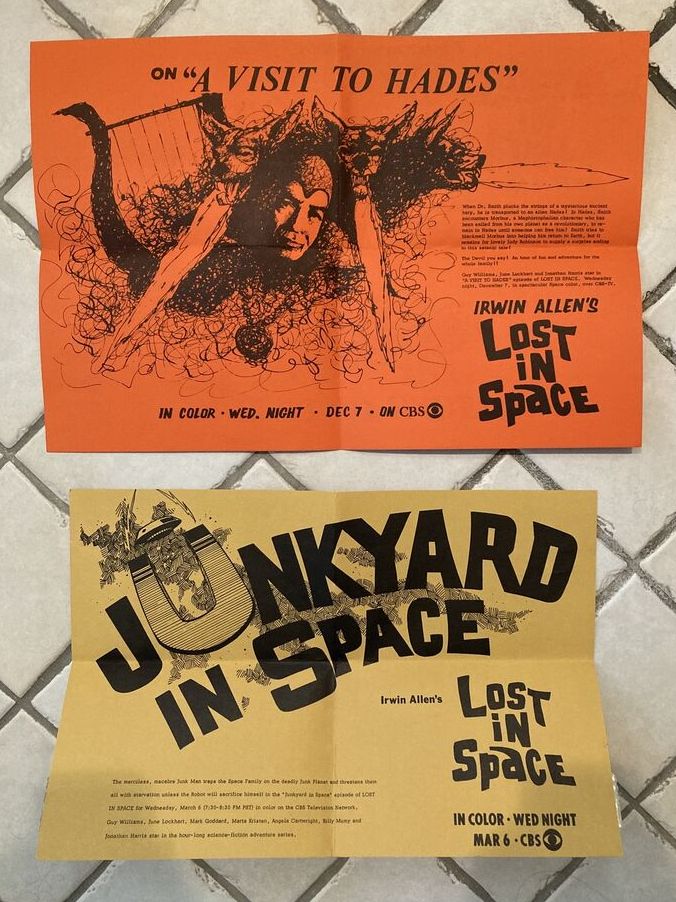 ON “A VISIT TO HADES”
When Dr. Smith plucks the strings of a mysterious ancient
harp, he is transported to an alien Hades! In Hades, Smith
encounters Morbus, a Mephistophelian character who has
been exiled from his own planet as a revolutionary, to re-
main in Hades until someone can free him! Smith tries to
blackmail Morbus into helping his return to Earth, but it
remains for lovely Judy Robinson to supply a surprise ending
to this satanic tale!
The Devil you say! An hour of fun and adventure for the
whole family!!
Guy Williams, June Lockhart and Jonathan Harris star in
"A VISIT TO HADES" episode of LOST IN SPACE, Wednesday
night, December 7, in spectacular Space color, over CBS-TV.
IRWIN ALLEN'S
LOST
iN
SpaCE
IN COLOR · WED. NIGHT · DEC 7 · ON CBS
JUNKYARD
IN SPACE
Irwin Allen's
LOST
iN
SpaCE
The merciless, macabre Junk Man traps the Space Family on the deadly Junk Planet and threatens them
all with starvation unless the Robot will sacrifice himself in the "Junkyard in Space" episode of LOST
IN SPACE for Wednesday, March 6 (7:30-8:30 PM PST) in color on the CBS Television Network.
Guy Williams, June Lockhart, Mark Goddard, Marta Kristen, Angela Cartwright, Billy Mumy and
Jonathan Harris star in the hour-long science-fiction adventure series.
IN COLOR · WED NIGHT
MAR 6 · CBS